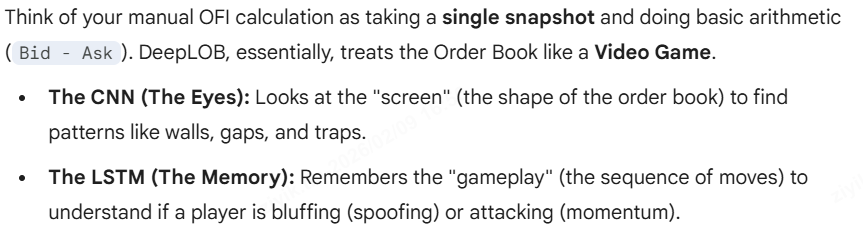 Think of your manual OFI calculation as taking a single snapshot and doing basic arithmetic
( Bid - Ask ). DeepLOB, essentially, treats the Order Book like a Video Game.
• The CNN (The Eyes): Looks at the "screen" (the shape of the order book) to find
patterns like walls, gaps, and traps.
• The LSTM (The Memory): Remembers the "gameplay" (the sequence of moves) to
understand if a player is bluffing (spoofing) or attacking (momentum).